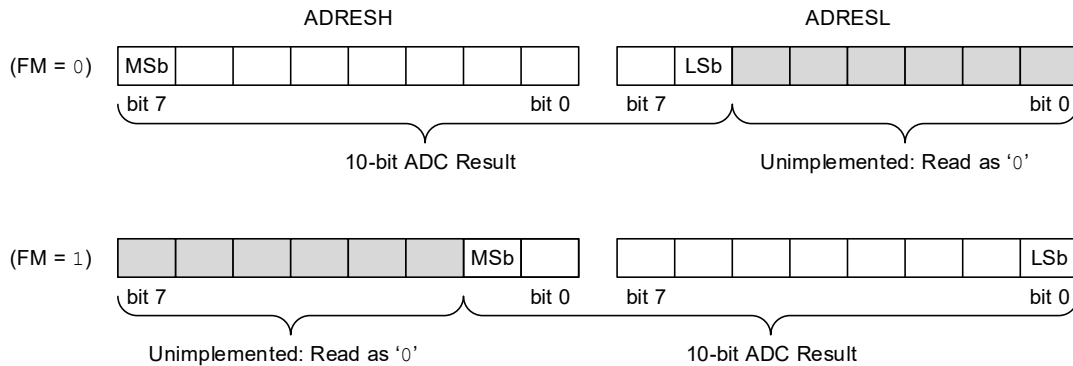 ADRESH ADRESL
(FM = 0) MSb LSb
bit 7 bit 0 bit 7 bit 0
10-bit ADC Result Unimplemented: Read as ‘0’
(FM = 1) MSb LSb
bit 7 bit 0 bit 7 bit 0
Unimplemented: Read as ‘0’ 10-bit ADC Result